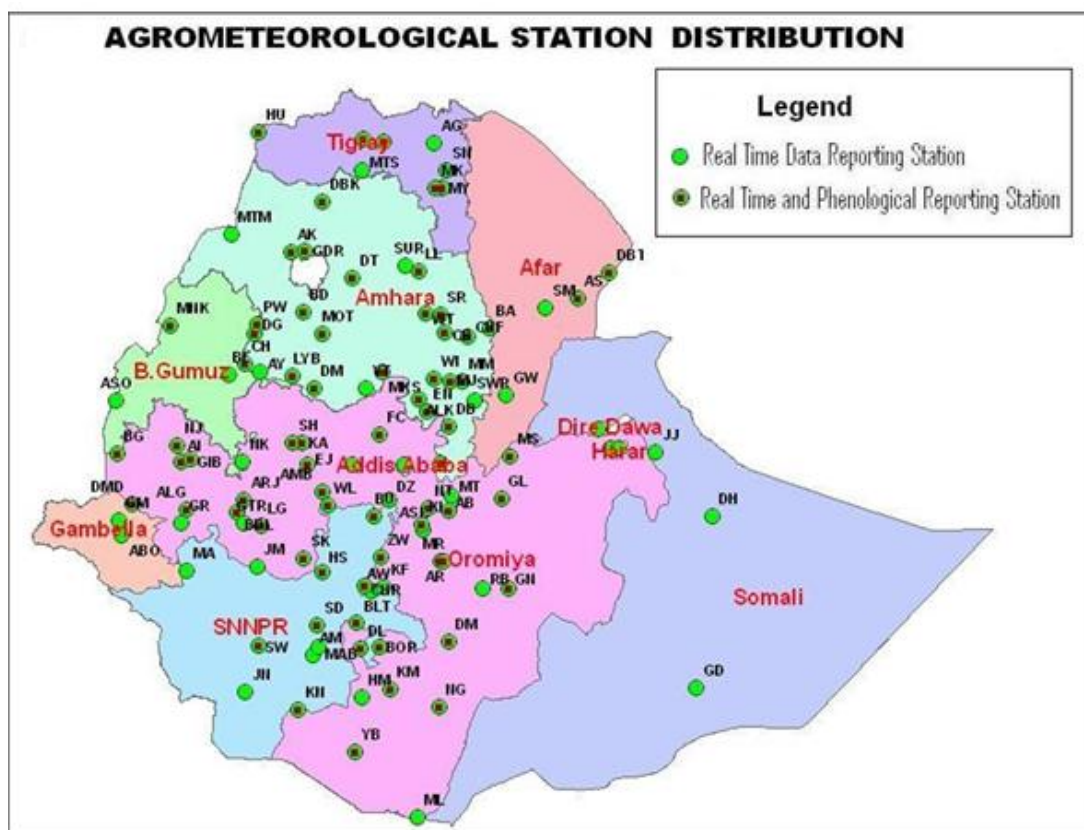 AGROMETEOROLOGICAL STATION DISTRIBUTION
Legend
Real Time Data Reporting Station
Real Time and Phenological Reporting Station
HU
Tigray
AG
SN
MTS
MK
MY
DBK
MTM
AK
GDR
SUR
LL
DT
DBT
Afar
AS
SM
MHK
PW
DG
BD
Amhara
SR
BA
MOT
CH
BE
AY
LYB
DM
WI
MM
B.Gumuz
ASO
MKS
SWR
GW
ALK
DB
FC
Dire Dawa
Harar
JJ
BG
AI
GIB
NK
SH
KA
EJ
AMB
Addis Ababa
MS
DMD
GM
ALG
GR
ARJ
LG
WL
DZ
MT
AB
GL
DH
Gambella
ABO
MA
JM
SK
HS
ZW
MR
AR
Oromiya
KF
AW
RB
GN
Somali
SNNPR
SD
BLT
AM
SW
MAB
DL
BOR
DM
JN
KN
HM
KM
NG
GD
YB
ML